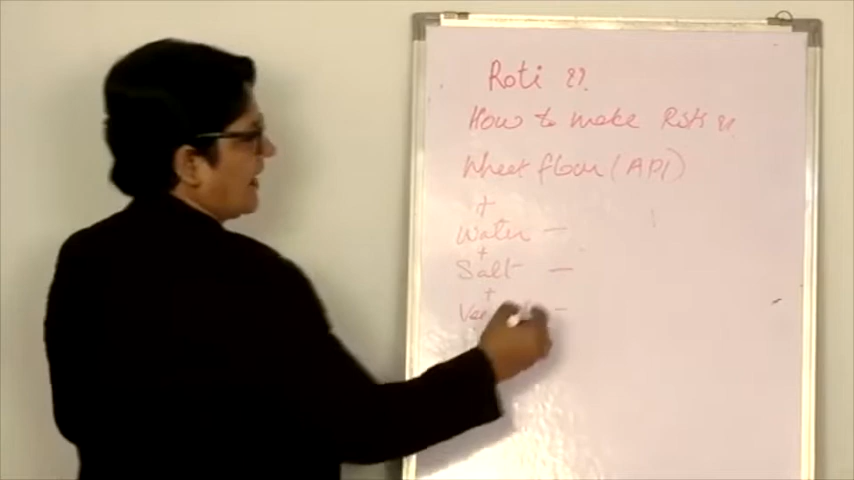 Roti ??
How to make Roti ??
Wheat flour (API)
+
Water —
+
Salt —
+